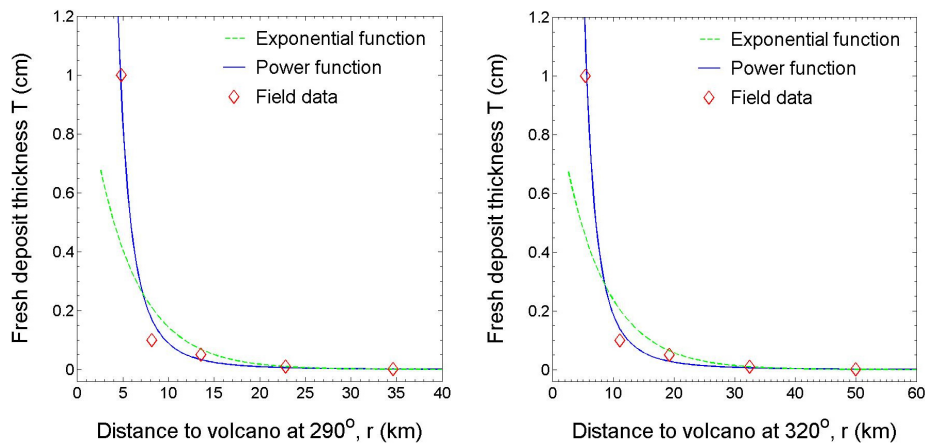 Fresh deposit thickness T (cm)
1.2
1
0.8
0.6
0.4
0.2
0
Exponential function
Power function
Field data
0 5 10 15 20 25 30 35 40
Distance to volcano at 290°, r (km)
Fresh deposit thickness T (cm)
1.2
1
0.8
0.6
0.4
0.2
0
Exponential function
Power function
Field data
0 10 20 30 40 50 60
Distance to volcano at 320°, r (km)